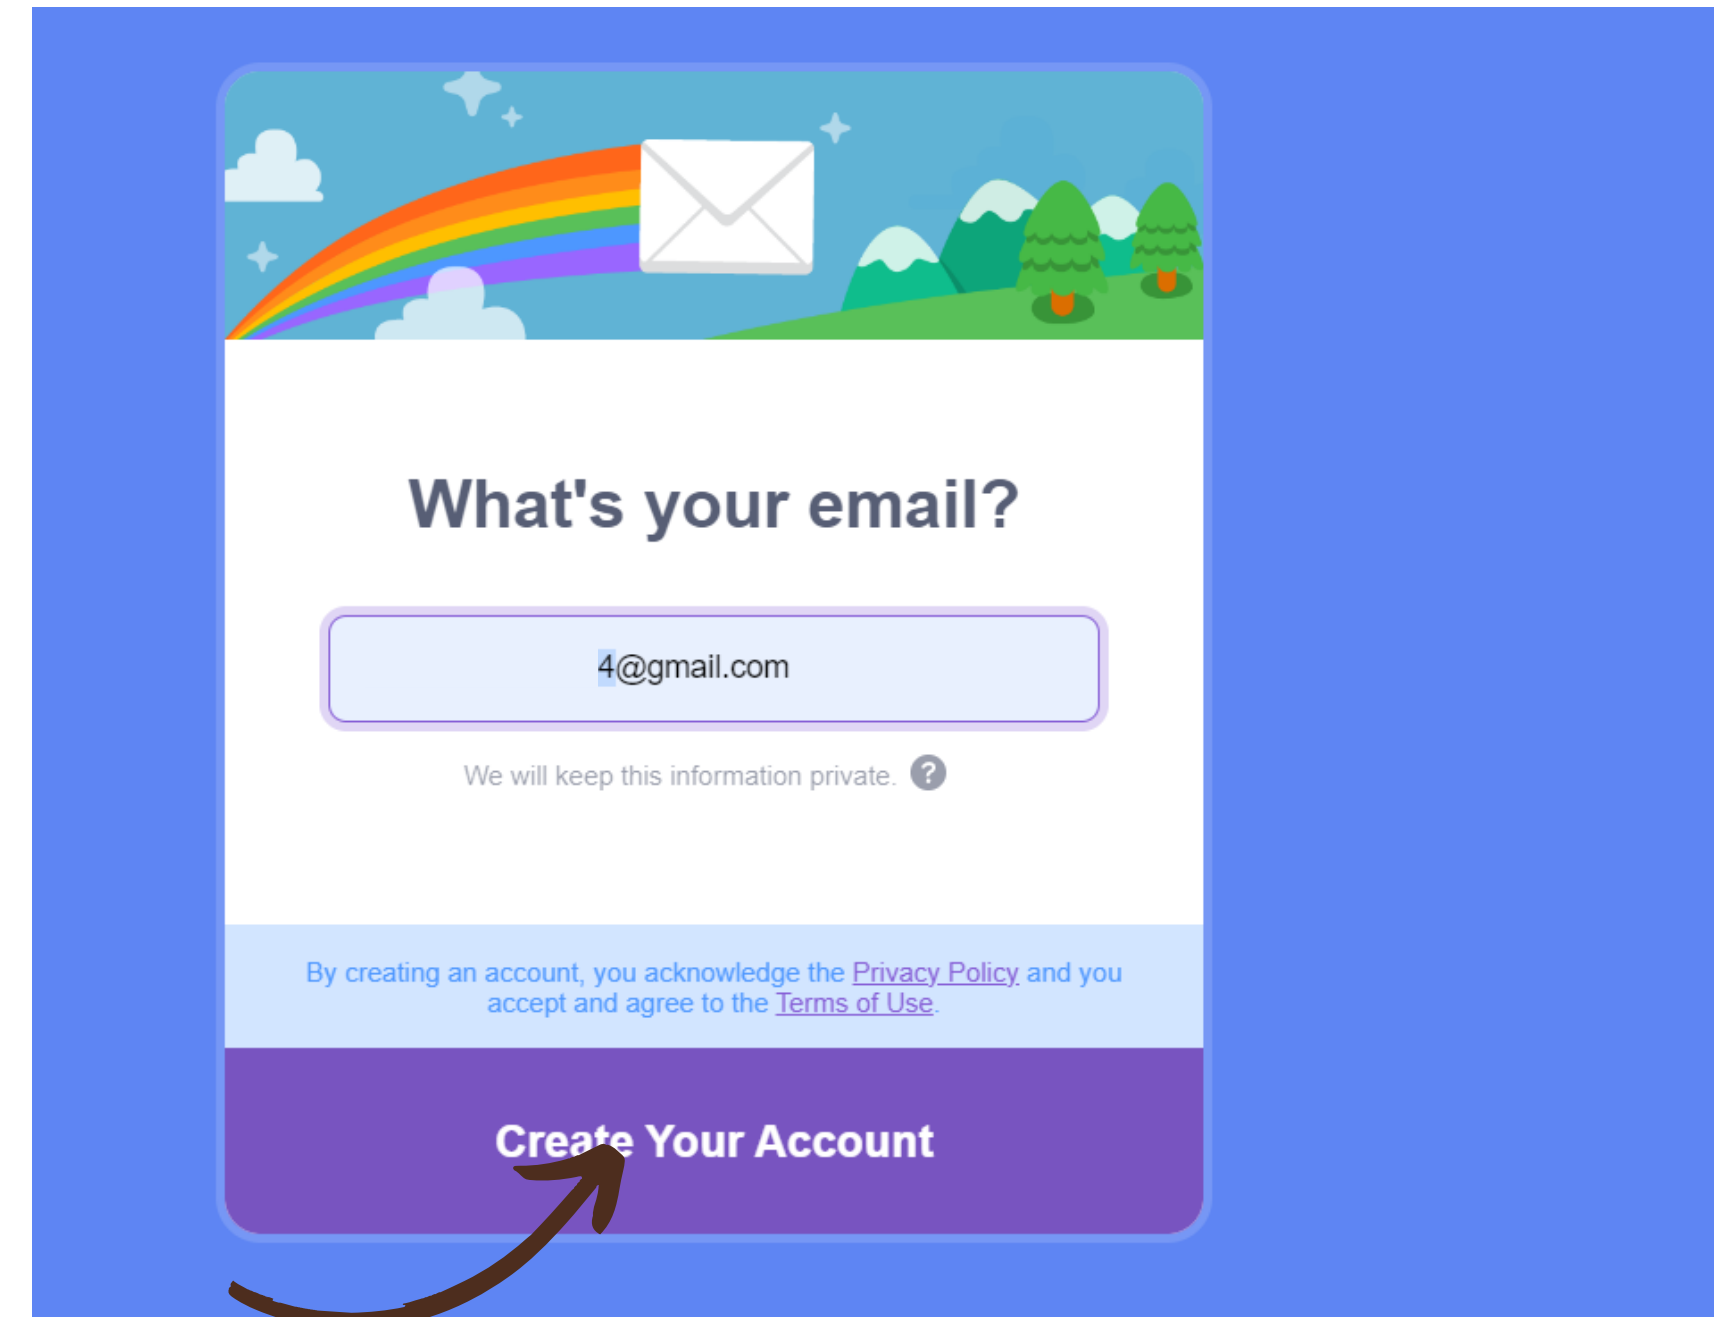 What's your email?
4@gmail.com
We will keep this information private. ?
By creating an account, you acknowledge the Privacy Policy and you
accept and agree to the Terms of Use.
Create Your Account